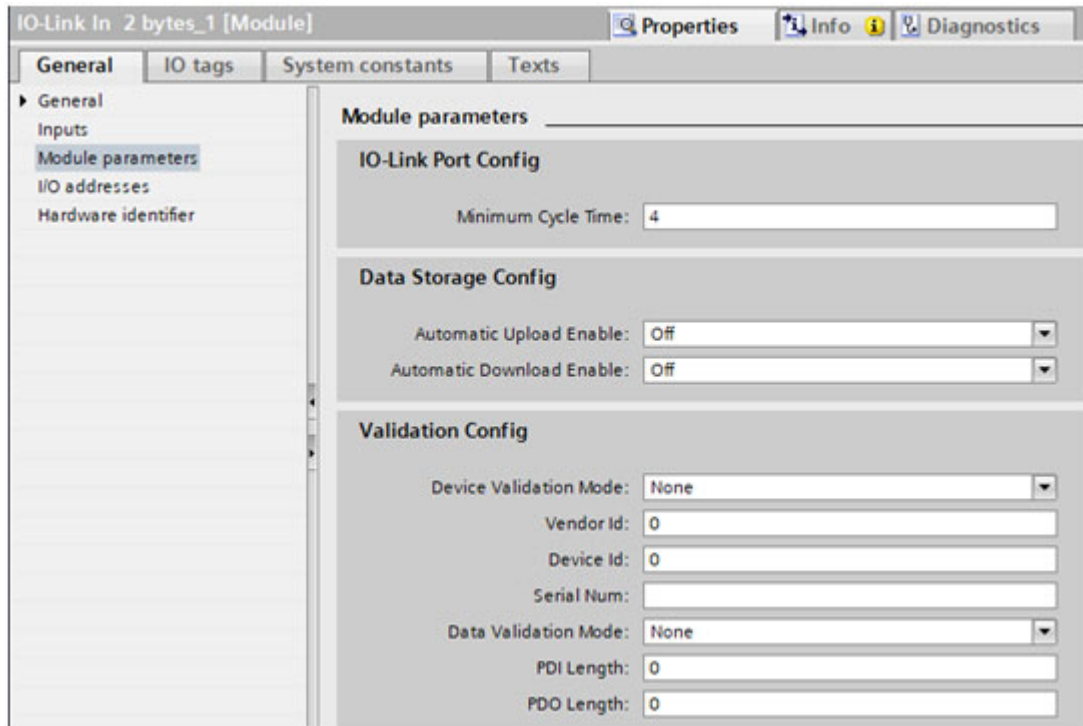 IO-Link In 2 bytes_1 [Module]
Properties
Info
Diagnostics
General
IO tags
System constants
Texts
General
Inputs
Module parameters
I/O addresses
Hardware identifier
Module parameters
IO-Link Port Config
Minimum Cycle Time: 4
Data Storage Config
Automatic Upload Enable: Off
Automatic Download Enable: Off
Validation Config
Device Validation Mode: None
Vendor Id: 0
Device Id: 0
Serial Num:
Data Validation Mode: None
PDI Length: 0
PDO Length: 0